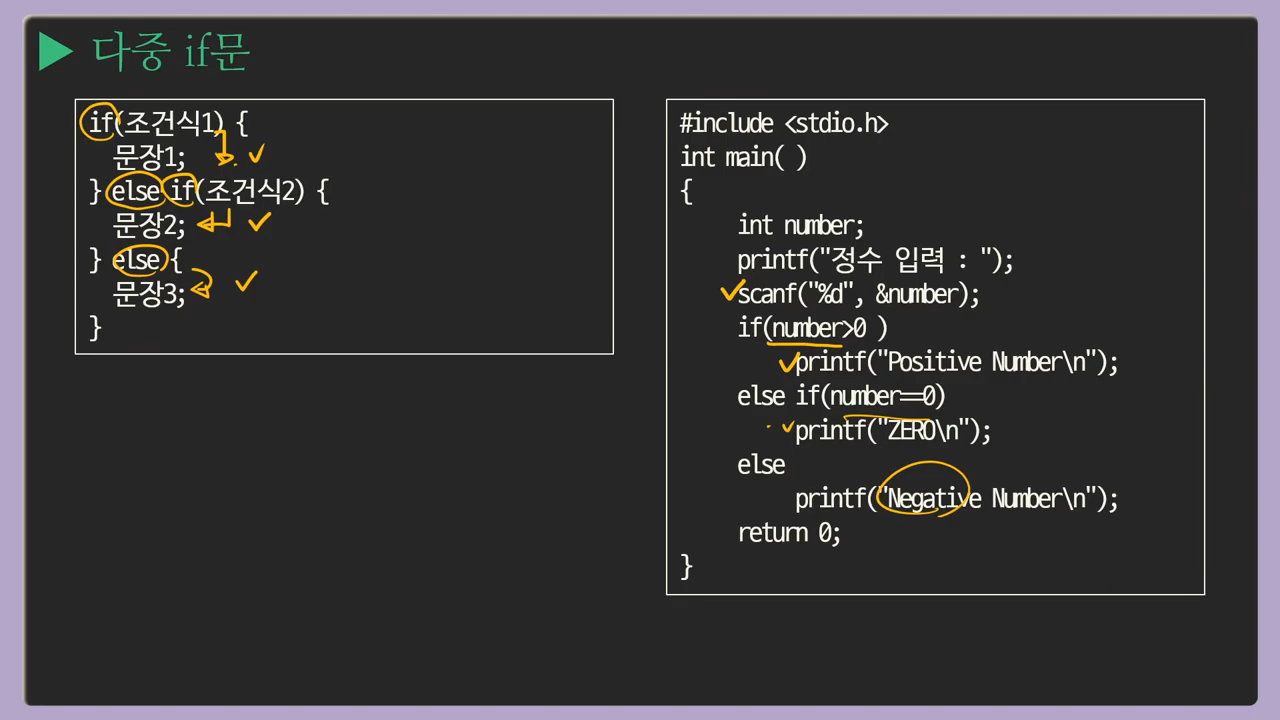 ▶ 다중 if문
if(조건식1) {
문장1;
} else if(조건식2) {
문장2;
} else {
문장3;
}
#include <stdio.h>
int main( )
{
int number;
printf("정수 입력 : ");
scanf("%d", &number);
if(number>0 )
printf("Positive Number\n");
else if(number==0)
printf("ZERO\n");
else
printf("Negative Number\n");
return 0;
}